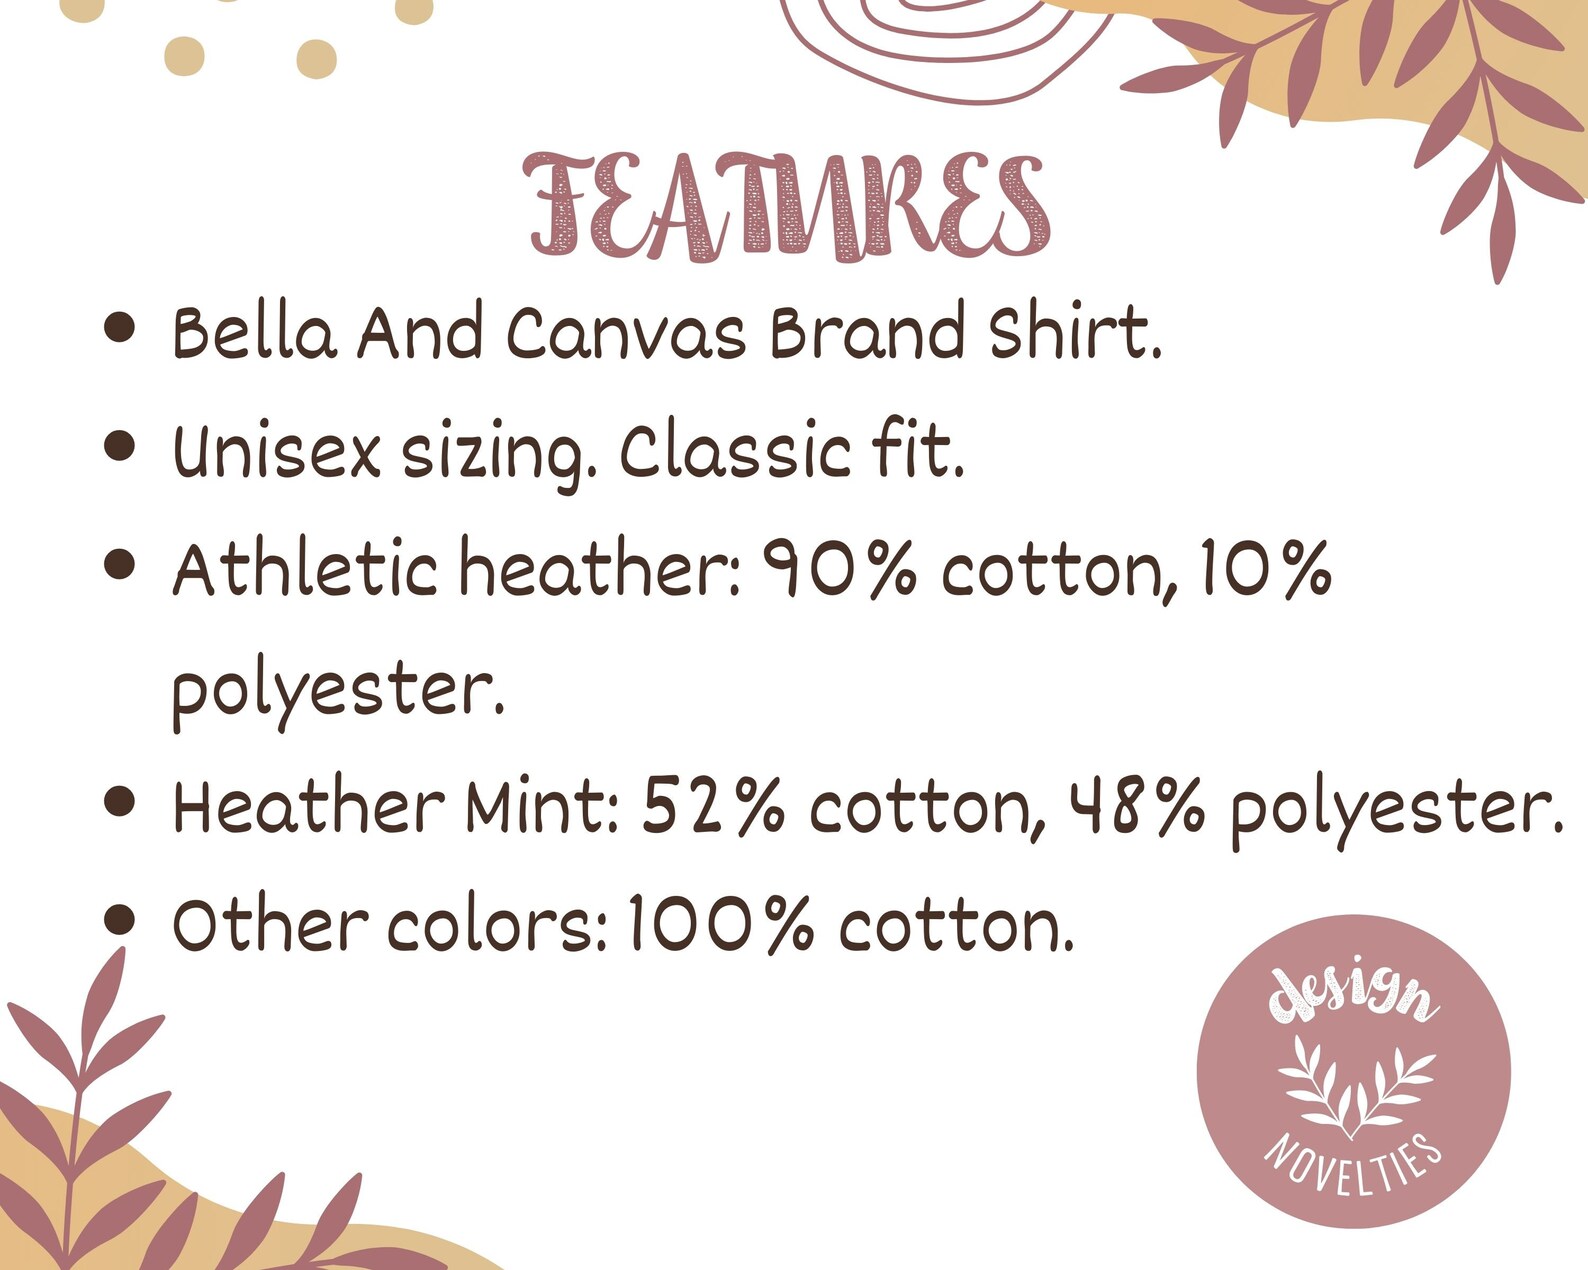 FEATURES
• Bella And Canvas Brand Shirt.
• Unisex sizing. Classic fit.
• Athletic heather: 90% cotton, 10%
polyester.
• Heather Mint: 52% cotton, 48% polyester.
• Other colors: 100% cotton.
design
NOVELTIES